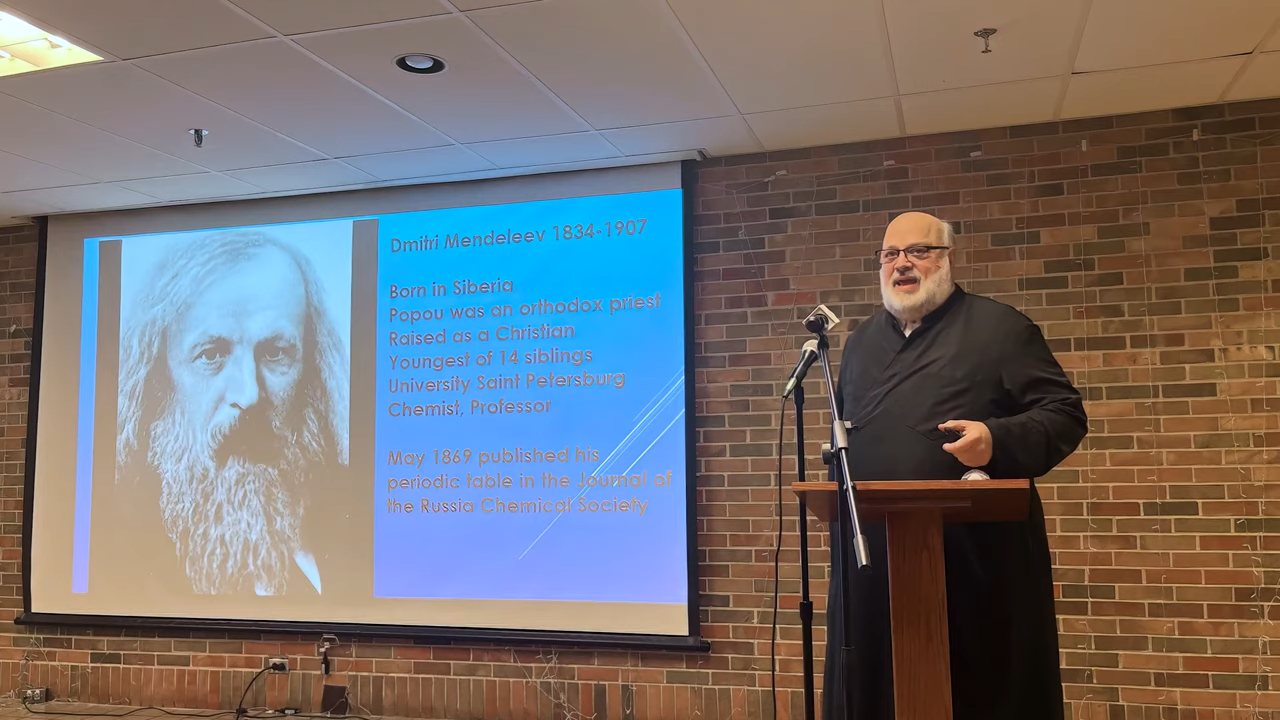 Dmitri Mendeleev 1834-1907
Born in Siberia
Popou was an orthodox priest
Raised as a Christian
Youngest of 14 siblings
University Saint Petersburg
Chemist, Professor
May 1869 published his
periodic table in the Journal of
the Russia Chemical Society